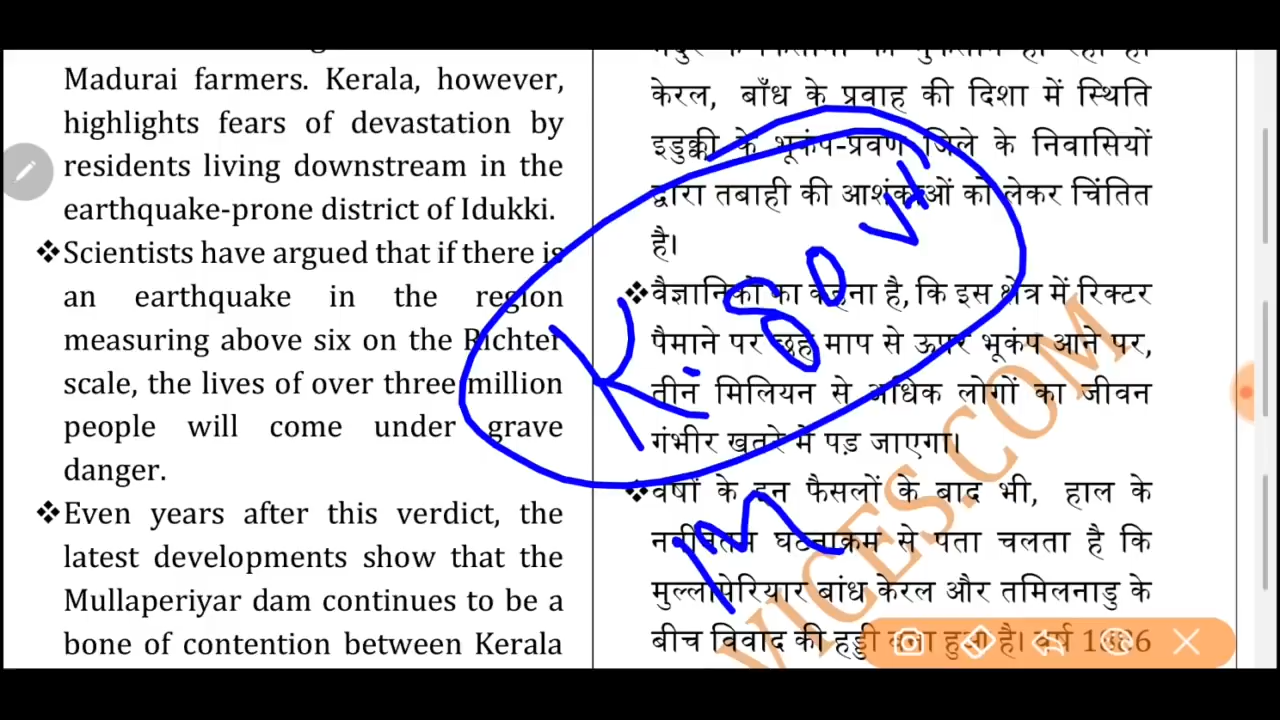 Madurai farmers. Kerala, however,
highlights fears of devastation by
residents living downstream in the
earthquake-prone district of Idukki.
❖Scientists have argued that if there is
an earthquake in the region
measuring above six on the Richter
scale, the lives of over three million
people will come under grave
danger.
❖Even years after this verdict, the
latest developments show that the
Mullaperiyar dam continues to be a
bone of contention between Kerala
केरल, बाँध के प्रवाह की दिशा में स्थिति
इडुक्की के भूकंप-प्रवण जिले के निवासियों
द्वारा तबाही की आशंकाओं को लेकर चिंतित
है।
❖वैज्ञानिकों का कहना है, कि इस क्षेत्र में रिक्टर
पैमाने पर छह माप से ऊपर भूकंप आने पर,
तीन मिलियन से अधिक लोगों का जीवन
गंभीर खतरे में पड़ जाएगा।
❖वर्षों के इन फैसलों के बाद भी, हाल के
नवीनतम घटनाक्रम से पता चलता है कि
मुल्लापेरियार बांध केरल और तमिलनाडु के
बीच विवाद की हड्डी बना हुआ है। वर्ष 1886
K. Govt
VICES.COM